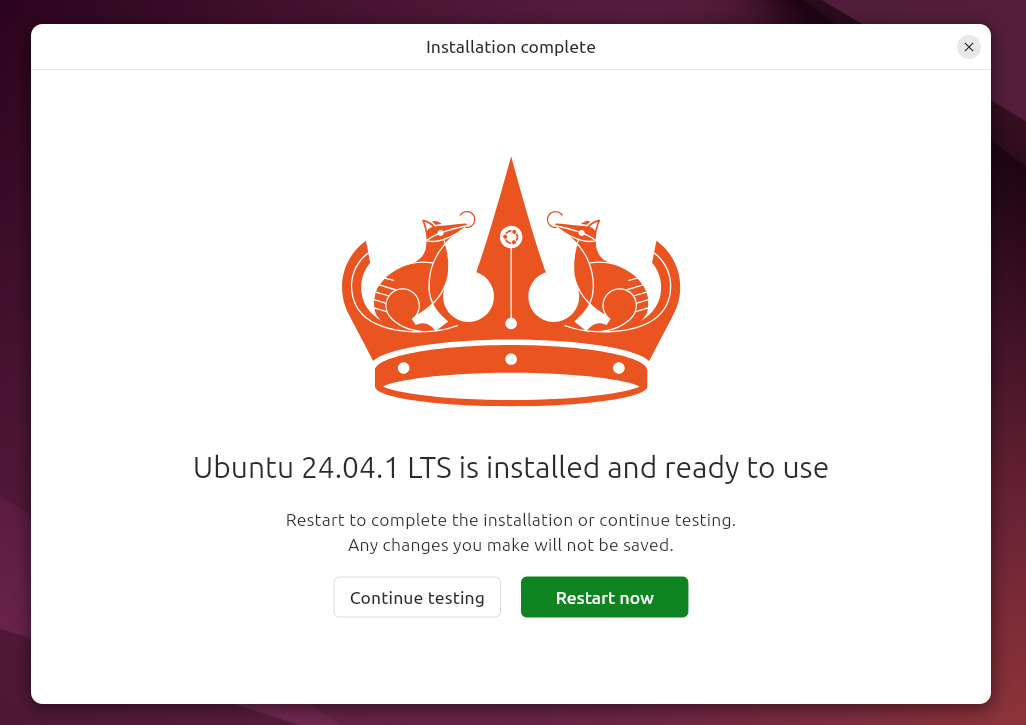 Installation complete
Ubuntu 24.04.1 LTS is installed and ready to use
Restart to complete the installation or continue testing.
Any changes you make will not be saved.
Continue testing
Restart now